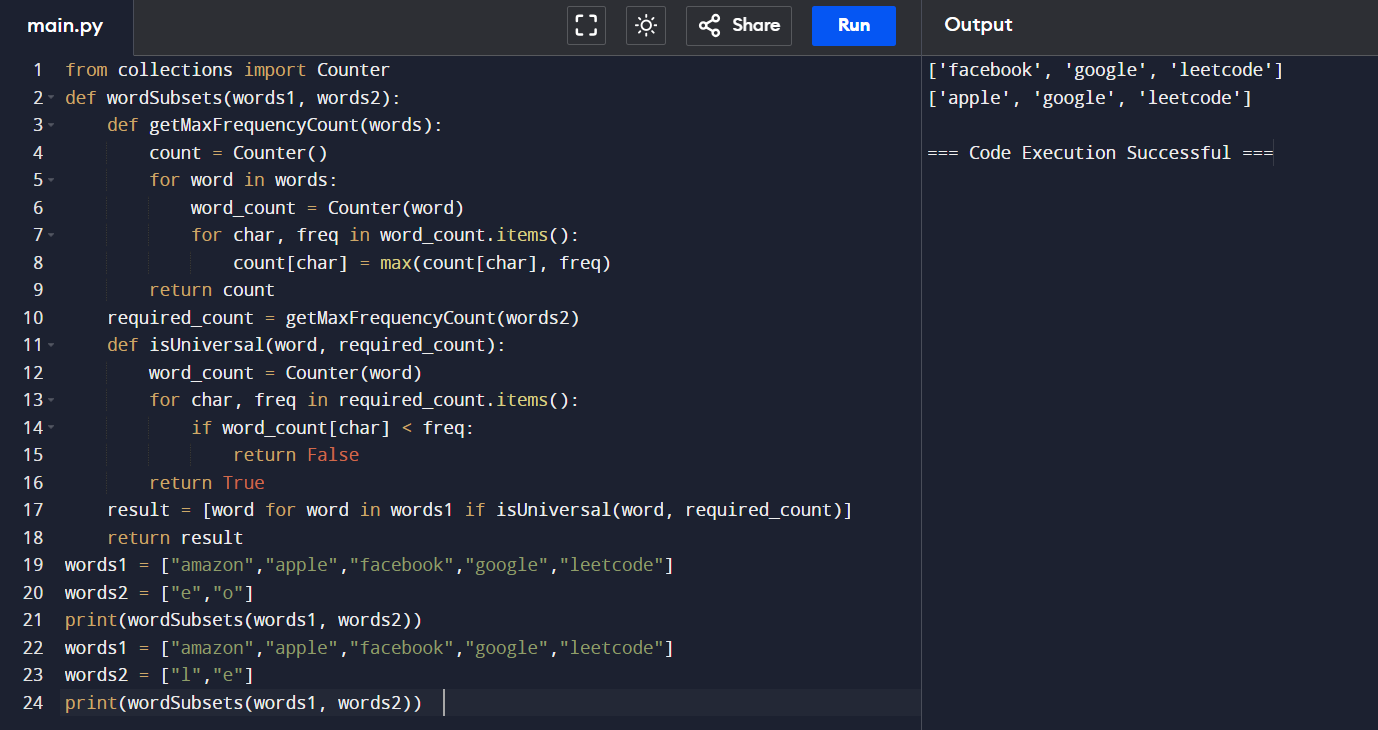 main.py
Share
Run
Output
1 from collections import Counter
2 def wordSubsets(words1, words2):
3     def getMaxFrequencyCount(words):
4         count = Counter()
5         for word in words:
6             word_count = Counter(word)
7             for char, freq in word_count.items():
8                 count[char] = max(count[char], freq)
9         return count
10     required_count = getMaxFrequencyCount(words2)
11     def isUniversal(word, required_count):
12         word_count = Counter(word)
13         for char, freq in required_count.items():
14             if word_count[char] < freq:
15                 return False
16         return True
17     result = [word for word in words1 if isUniversal(word, required_count)]
18     return result
19 words1 = ["amazon","apple","facebook","google","leetcode"]
20 words2 = ["e","o"]
21 print(wordSubsets(words1, words2))
22 words1 = ["amazon","apple","facebook","google","leetcode"]
23 words2 = ["l","e"]
24 print(wordSubsets(words1, words2))
['facebook', 'google', 'leetcode']
['apple', 'google', 'leetcode']
=== Code Execution Successful ===